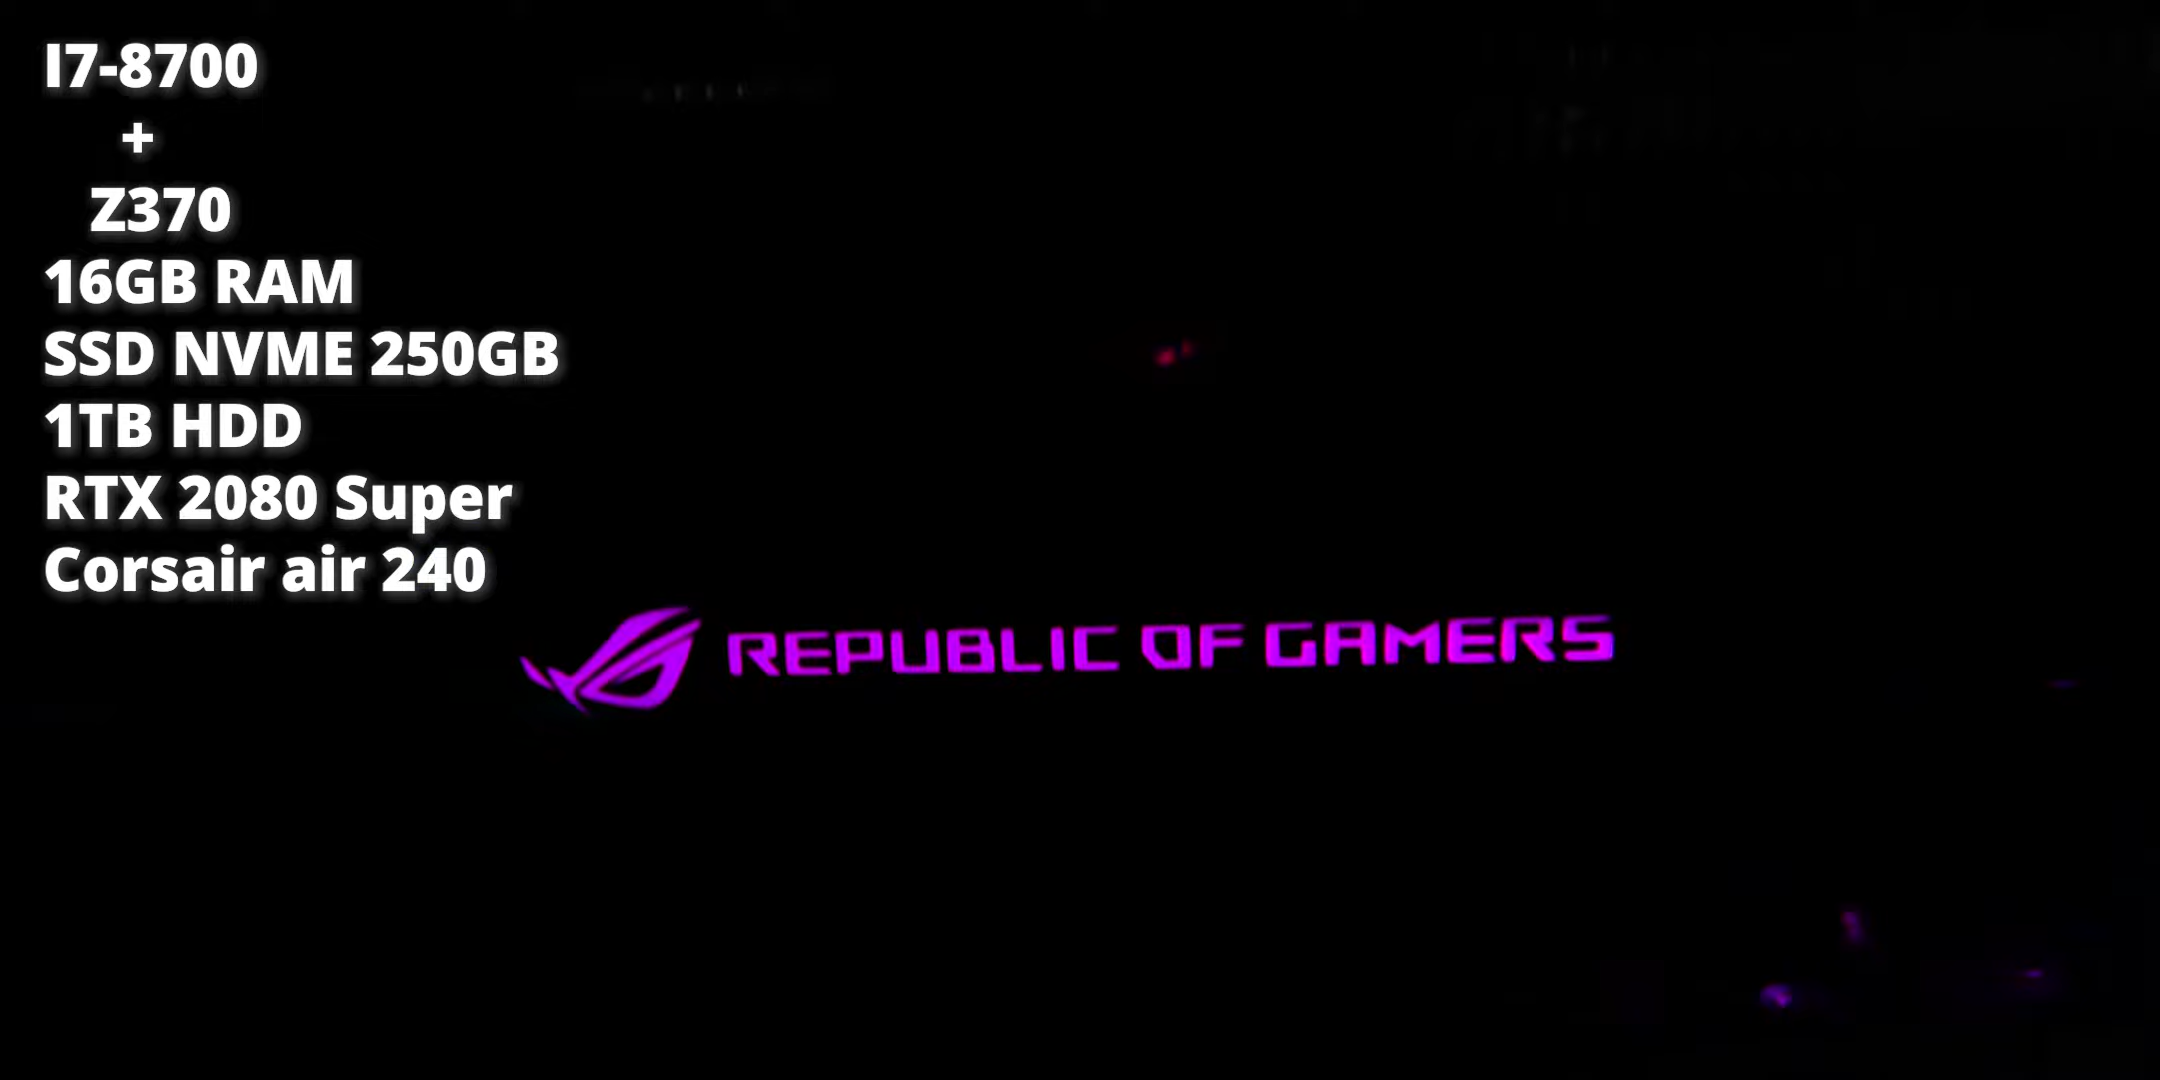 I7-8700
+
Z370
16GB RAM
SSD NVME 250GB
1TB HDD
RTX 2080 Super
Corsair air 240
REPUBLIC OF GAMERS